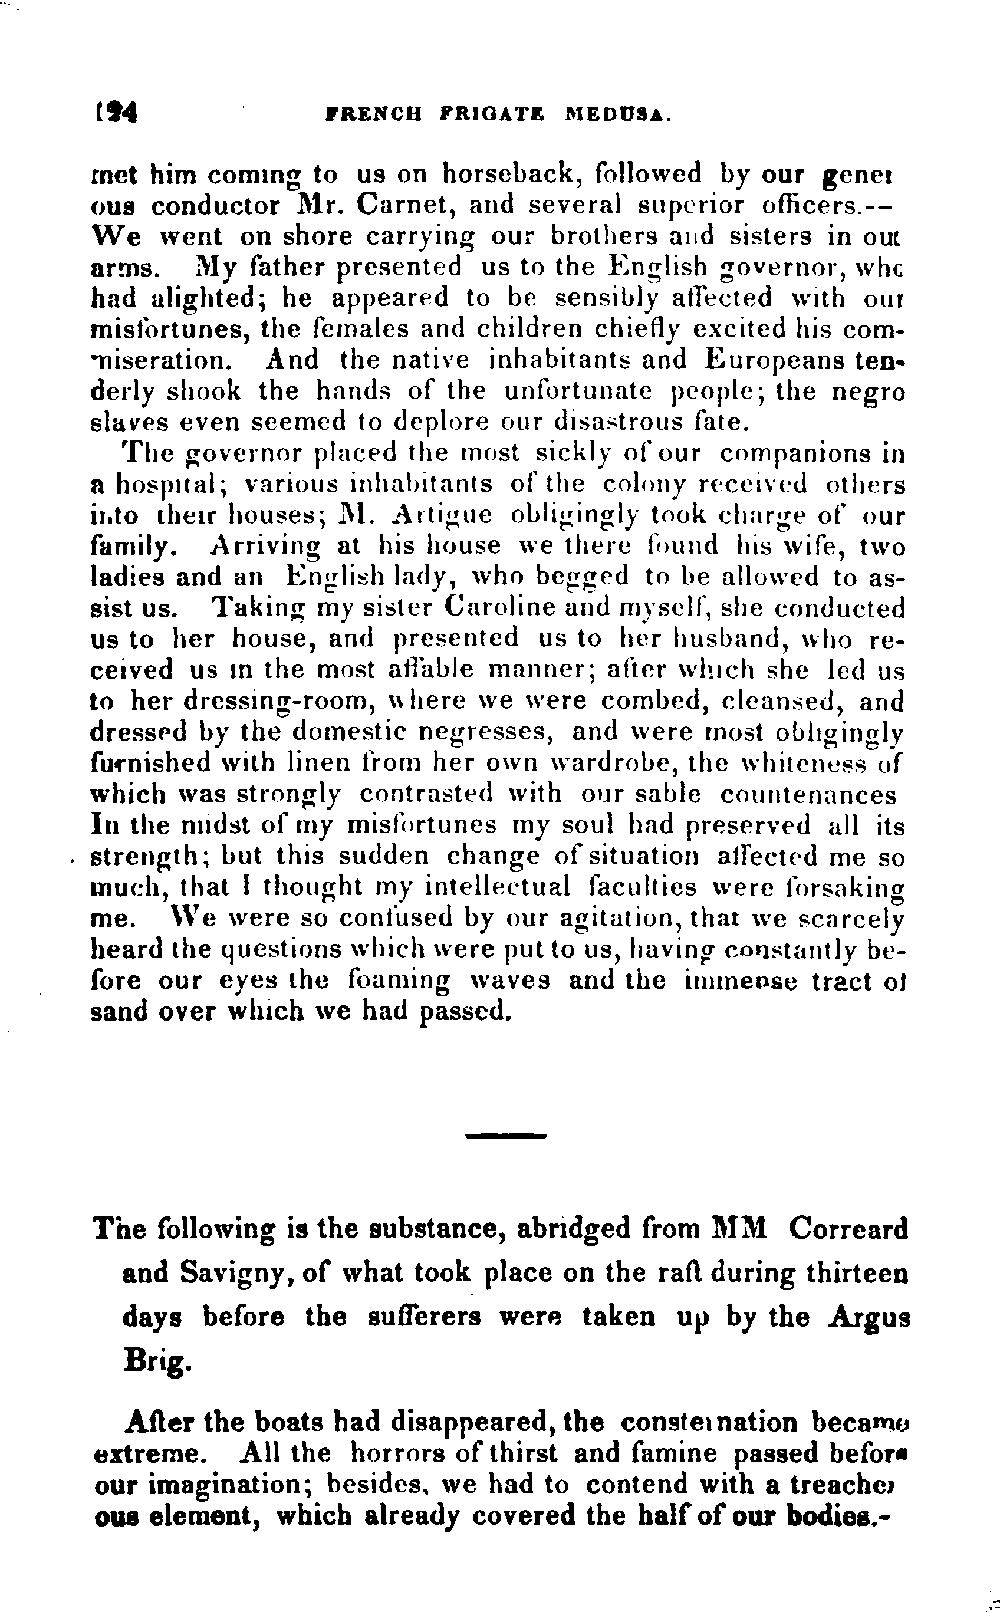 124 FRENCH FRIGATE MEDUSA.
met him coming to us on horseback, followed by our gener
ous conductor Mr. Carnet, and several superior officers.--
We went on shore carrying our brothers and sisters in our
arms. My father presented us to the English governor, who
had alighted; he appeared to be sensibly affected with our
misfortunes, the females and children chiefly excited his com-
miseration. And the native inhabitants and Europeans ten-
derly shook the hands of the unfortunate people; the negro
slaves even seemed to deplore our disastrous fate.
The governor placed the most sickly of our companions in
a hospital; various inhabitants of the colony received others
into their houses; M. Artigue obligingly took charge of our
family. Arriving at his house we there found his wife, two
ladies and an English lady, who begged to be allowed to as-
sist us. Taking my sister Caroline and myself, she conducted
us to her house, and presented us to her husband, who re-
ceived us in the most affable manner; after which she led us
to her dressing-room, where we were combed, cleansed, and
dressed by the domestic negresses, and were most obligingly
furnished with linen from her own wardrobe, the whiteness of
which was strongly contrasted with our sable countenances
In the midst of my misfortunes my soul had preserved all its
strength; but this sudden change of situation affected me so
much, that I thought my intellectual faculties were forsaking
me. We were so confused by our agitation, that we scarcely
heard the questions which were put to us, having constantly be-
fore our eyes the foaming waves and the immense tract of
sand over which we had passed.
The following is the substance, abridged from MM Correard
and Savigny, of what took place on the raft during thirteen
days before the sufferers were taken up by the Argus
Brig.
After the boats had disappeared, the consternation became
extreme. All the horrors of thirst and famine passed before
our imagination; besides, we had to contend with a treacher
ous element, which already covered the half of our bodies.-